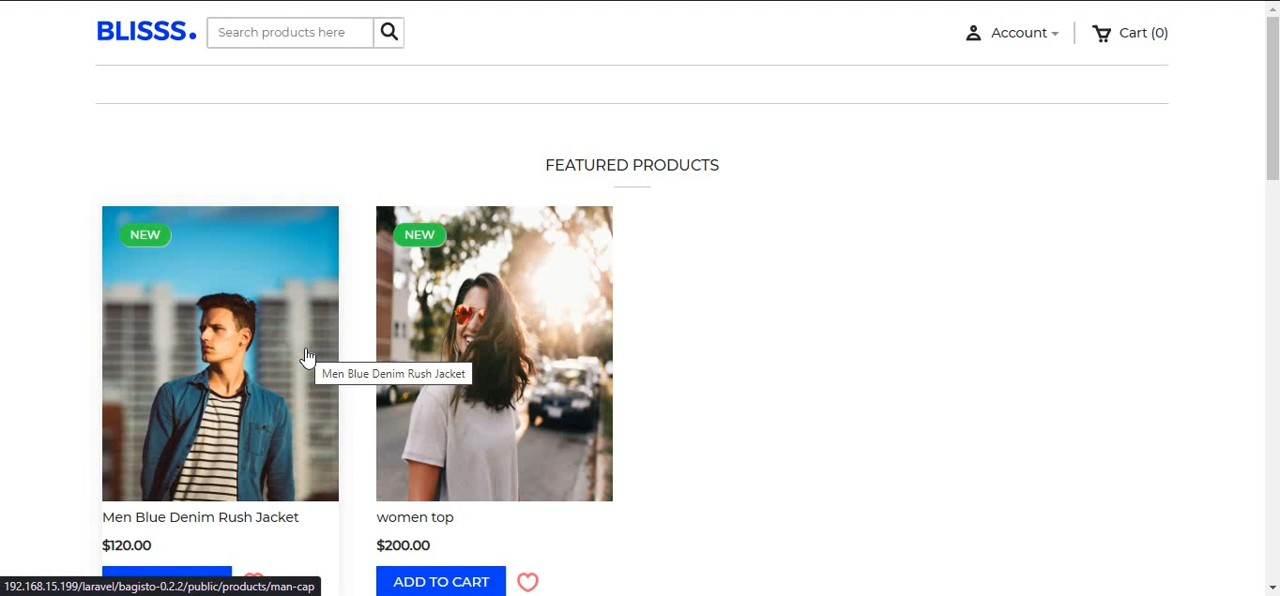 BLISSS.
Search products here
Account
Cart (0)
FEATURED PRODUCTS
NEW
NEW
Men Blue Denim Rush Jacket
Men Blue Denim Rush Jacket
women top
$120.00
$200.00
ADD TO CART
192.168.15.199/laravel/bagisto-0.2.2/public/products/man-cap